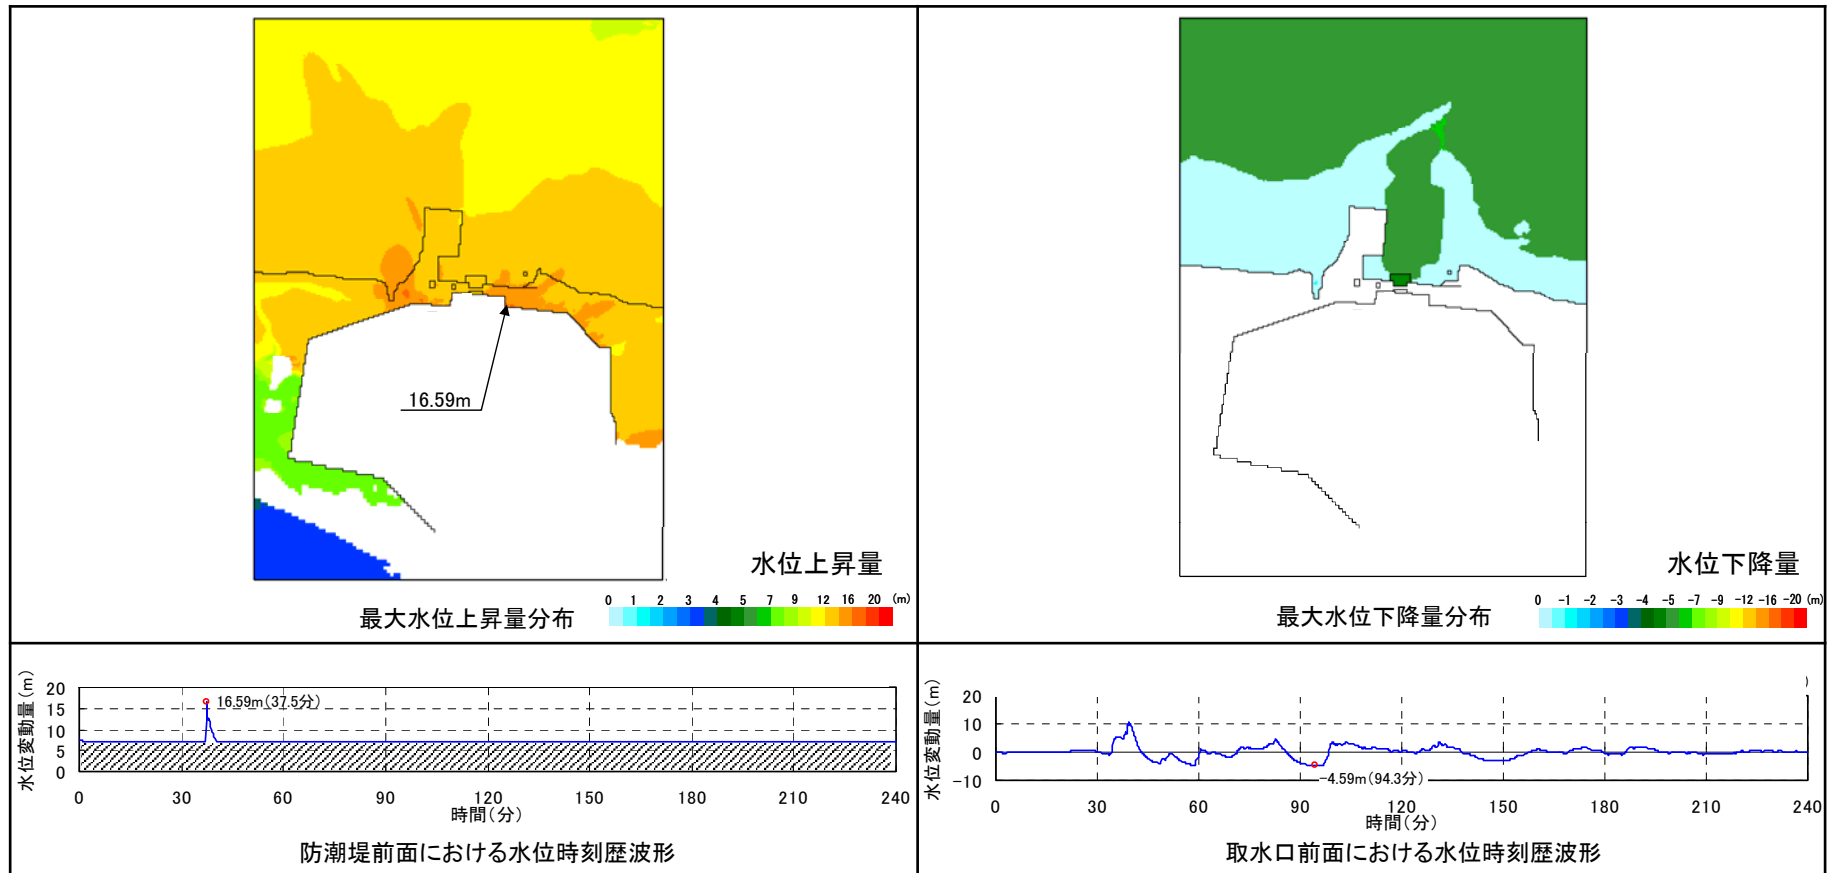 16.59m
水位上昇量
最大水位上昇量分布
0 1 2 3 4 5 7 9 12 16 20 (m)
水位下降量
最大水位下降量分布
0 -1 -2 -3 -4 -5 -7 -9 -12 -16 -20 (m)
水位変動量(m)
20
15
10
5
0
16.59m(37.5分)
0 30 60 90 120 150 180 210 240
時間(分)
防潮堤前面における水位時刻歴波形
水位変動量(m)
20
10
0
-10
-4.59m(94.3分)
)
0 30 60 90 120 150 180 210 240
時間(分)
取水口前面における水位時刻歴波形